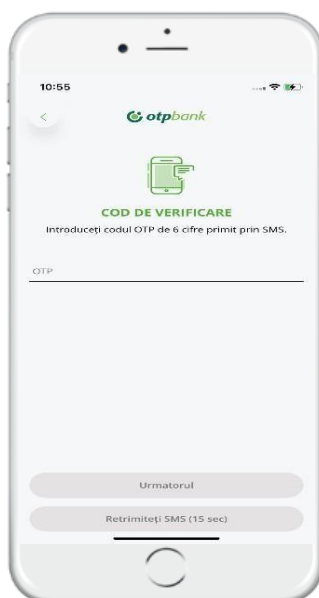 10:55
otpbank
COD DE VERIFICARE
Introduceți codul OTP de 6 cifre primit prin SMS.
OTP
Urmatorul
Retrimiteți SMS (15 sec)